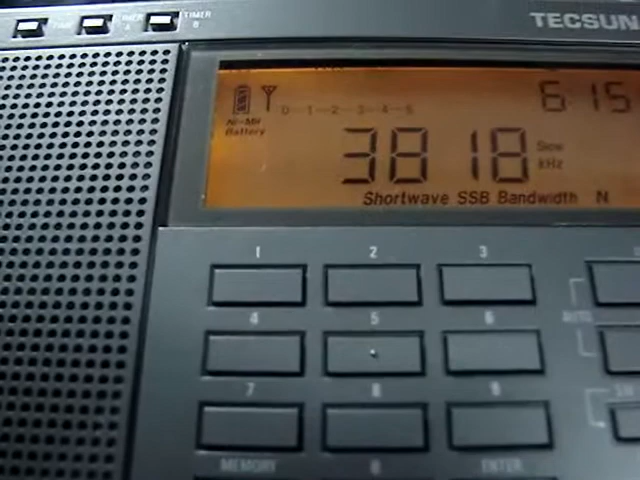 TIMER
TECSUN
6:15
0-1-2-3-4-5
Ni-MH
Battery
3818
Slow
kHz
Shortwave SSB Bandwidth N
1 2 3
4 5 6
AUTO
7 8 9
MEMORY 0 ENTER